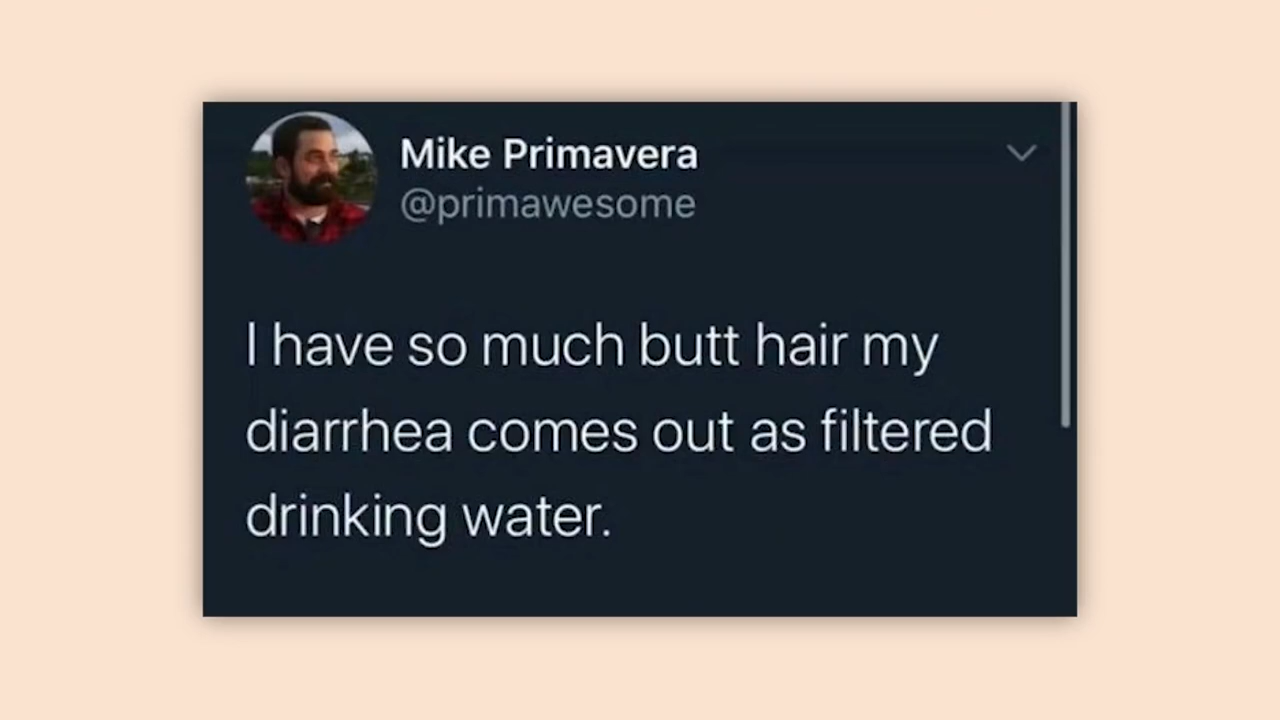 Mike Primavera
@primawesome
I have so much butt hair my
diarrhea comes out as filtered
drinking water.